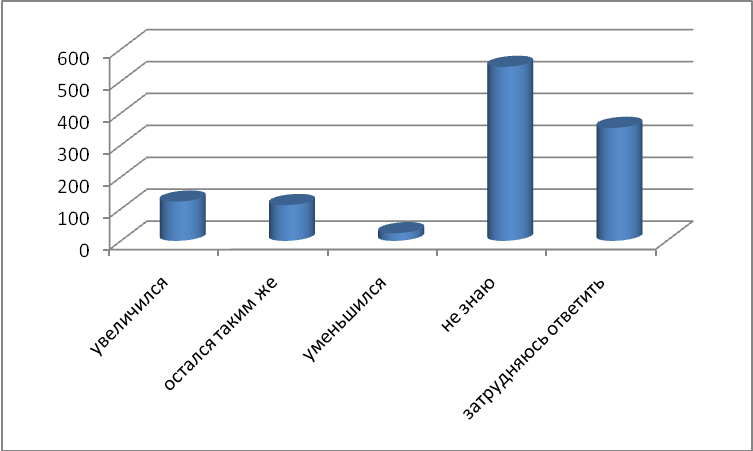 600
500
400
300
200
100
0
увеличился
остался таким же
уменьшился
не знаю
затрудняюсь ответить